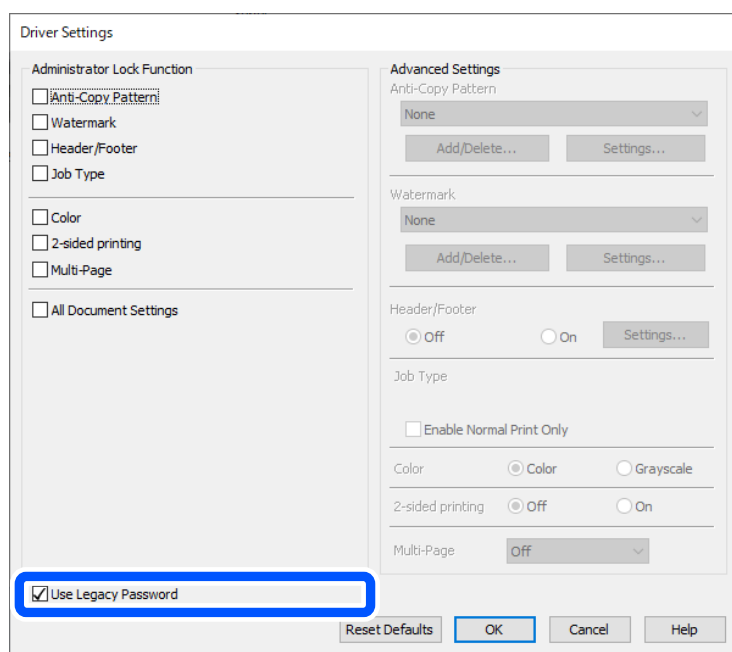 Driver Settings
Administrator Lock Function
Anti-Copy Pattern
Watermark
Header/Footer
Job Type
Color
2-sided printing
Multi-Page
All Document Settings
Use Legacy Password
Advanced Settings
Anti-Copy Pattern
None
Add/Delete... Settings...
Watermark
None
Add/Delete... Settings...
Header/Footer
Off On Settings...
Job Type
Enable Normal Print Only
Color Color Grayscale
2-sided printing Off On
Multi-Page Off
Reset Defaults OK Cancel Help